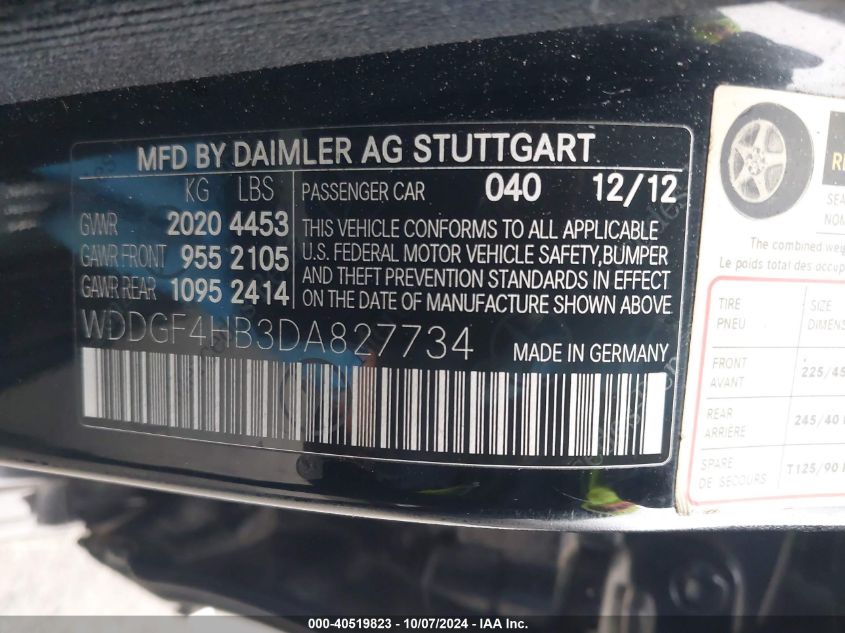 MFD BY DAIMLER AG STUTTGART
KG LBS PASSENGER CAR 040 12/12
GVWR 2020 4453
GAWR FRONT 955 2105
GAWR REAR 1095 2414
THIS VEHICLE CONFORMS TO ALL APPLICABLE
U.S. FEDERAL MOTOR VEHICLE SAFETY,BUMPER
AND THEFT PREVENTION STANDARDS IN EFFECT
ON THE DATE OF MANUFACTURE SHOWN ABOVE
WDDGF4HB3DA827734 MADE IN GERMANY
The combined
Le poids total des
TIRE
PNEU
SIZE
FRONT
AVANT
225/45
REAR
ARRIÈRE
245/40
SPARE
DE SECOURS
T125/90
000-40519823 - 10/07/2024 - IAA Inc.